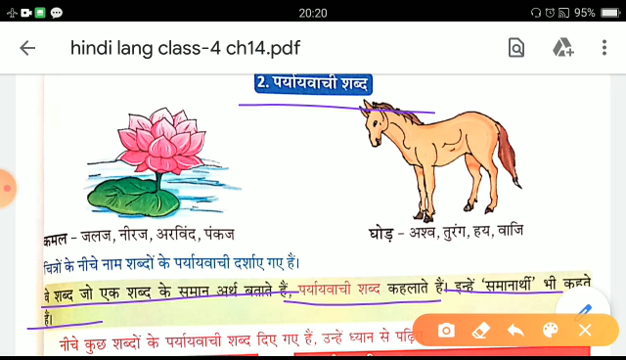 20:20
95%
hindi lang class-4 ch14.pdf
2. पर्यायवाची शब्द
कमल – जलज, नीरज, अरविंद, पंकज
घोड़ – अश्व, तुरंग, हय, वाजि
चित्रों के नीचे नाम शब्दों के पर्यायवाची दर्शाए गए हैं।
वे शब्द जो एक शब्द के समान अर्थ बताते हैं, पर्यायवाची शब्द कहलाते हैं। इन्हें ‘समानार्थी’ भी कहते
हैं।
नीचे कुछ शब्दों के पर्यायवाची शब्द दिए गए हैं, उन्हें ध्यान से